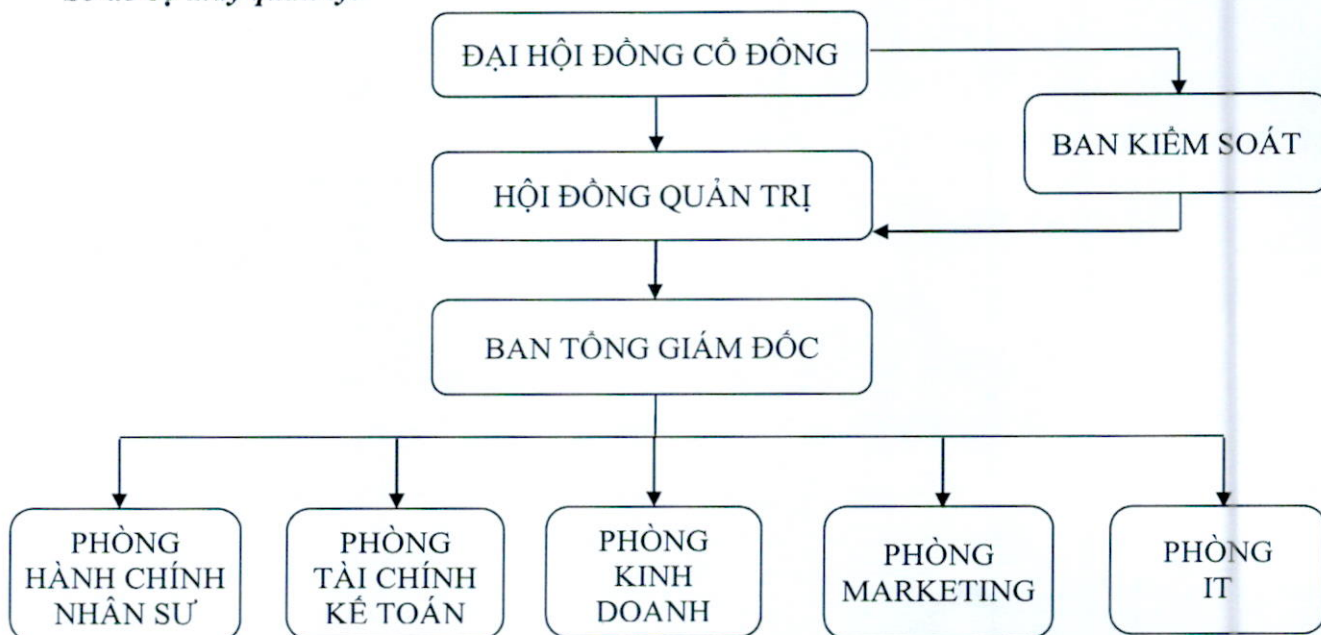 ĐẠI HỘI ĐỒNG CỔ ĐÔNG
BAN KIỂM SOÁT
HỘI ĐỒNG QUẢN TRỊ
BAN TỔNG GIÁM ĐỐC
PHÒNG
HÀNH CHÍNH
NHÂN SƯ
PHÒNG
TÀI CHÍNH
KẾ TOÁN
PHÒNG
KINH
DOANH
PHÒNG
MARKETING
PHÒNG
IT